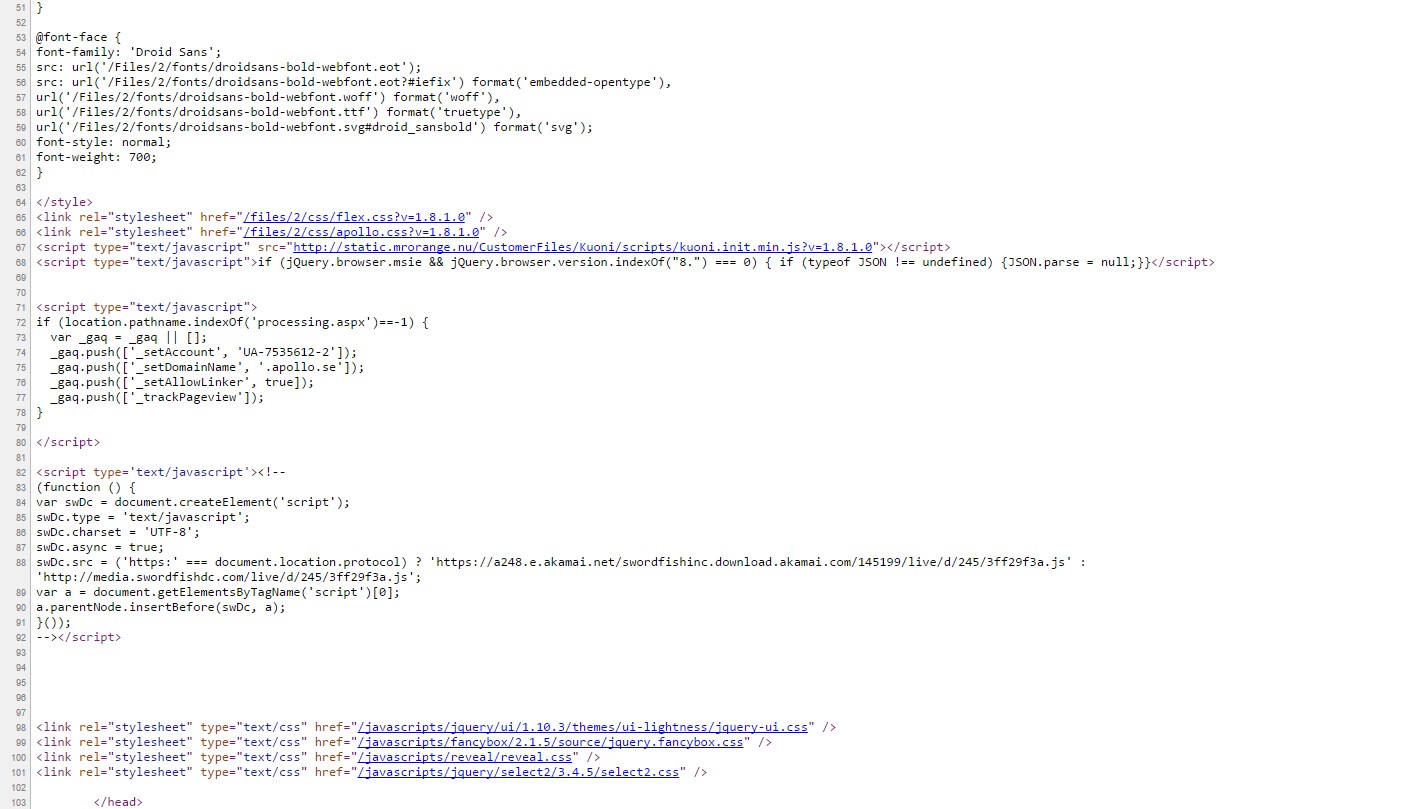 51 }
52
53 @font-face {
54 font-family: 'Droid Sans';
55 src: url('/Files/2/fonts/droidsans-bold-webfont.eot');
56 src: url('/Files/2/fonts/droidsans-bold-webfont.eot?#iefix') format('embedded-opentype'),
57 url('/Files/2/fonts/droidsans-bold-webfont.woff') format('woff'),
58 url('/Files/2/fonts/droidsans-bold-webfont.ttf') format('truetype'),
59 url('/Files/2/fonts/droidsans-bold-webfont.svg#droid_sansbold') format('svg');
60 font-style: normal;
61 font-weight: 700;
62 }
63
64 </style>
65 <link rel="stylesheet" href="/files/2/css/flex.css?v=1.8.1.0" />
66 <link rel="stylesheet" href="/files/2/css/apollo.css?v=1.8.1.0" />
67 <script type="text/javascript" src="http://static.mrorange.nu/CustomerFiles/Kuoni/scripts/kuoni.init.min.js?v=1.8.1.0"></script>
68 <script type="text/javascript">if (jQuery.browser.msie && jQuery.browser.version.indexOf("8.") === 0) { if (typeof JSON !== undefined) {JSON.parse = null;}}</script>
69
70
71 <script type="text/javascript">
72 if (location.pathname.indexOf('processing.aspx')==-1) {
73 var _gaq = _gaq || [];
74 _gaq.push(['_setAccount', 'UA-7535612-2']);
75 _gaq.push(['_setDomainName', '.apollo.se']);
76 _gaq.push(['_setAllowLinker', true]);
77 _gaq.push(['_trackPageview']);
78 }
79
80 </script>
81
82 <script type='text/javascript'><!--
83 (function () {
84 var swDc = document.createElement('script');
85 swDc.type = 'text/javascript';
86 swDc.charset = 'UTF-8';
87 swDc.async = true;
88 swDc.src = ('https:' === document.location.protocol) ? 'https://a248.e.akamai.net/swordfishinc.download.akamai.com/145199/live/d/245/3ff29f3a.js' :
'http://media.swordfishdc.com/live/d/245/3ff29f3a.js';
89 var a = document.getElementsByTagName('script')[0];
90 a.parentNode.insertBefore(swDc, a);
91 }());
92 --></script>
93
94
95
96
97
98 <link rel="stylesheet" type="text/css" href="/javascripts/jquery/ui/1.10.3/themes/ui-lightness/jquery-ui.css" />
99 <link rel="stylesheet" type="text/css" href="/javascripts/fancybox/2.1.5/source/jquery.fancybox.css" />
100 <link rel="stylesheet" type="text/css" href="/javascripts/reveal/reveal.css" />
101 <link rel="stylesheet" type="text/css" href="/javascripts/jquery/select2/3.4.5/select2.css" />
102
103 </head>